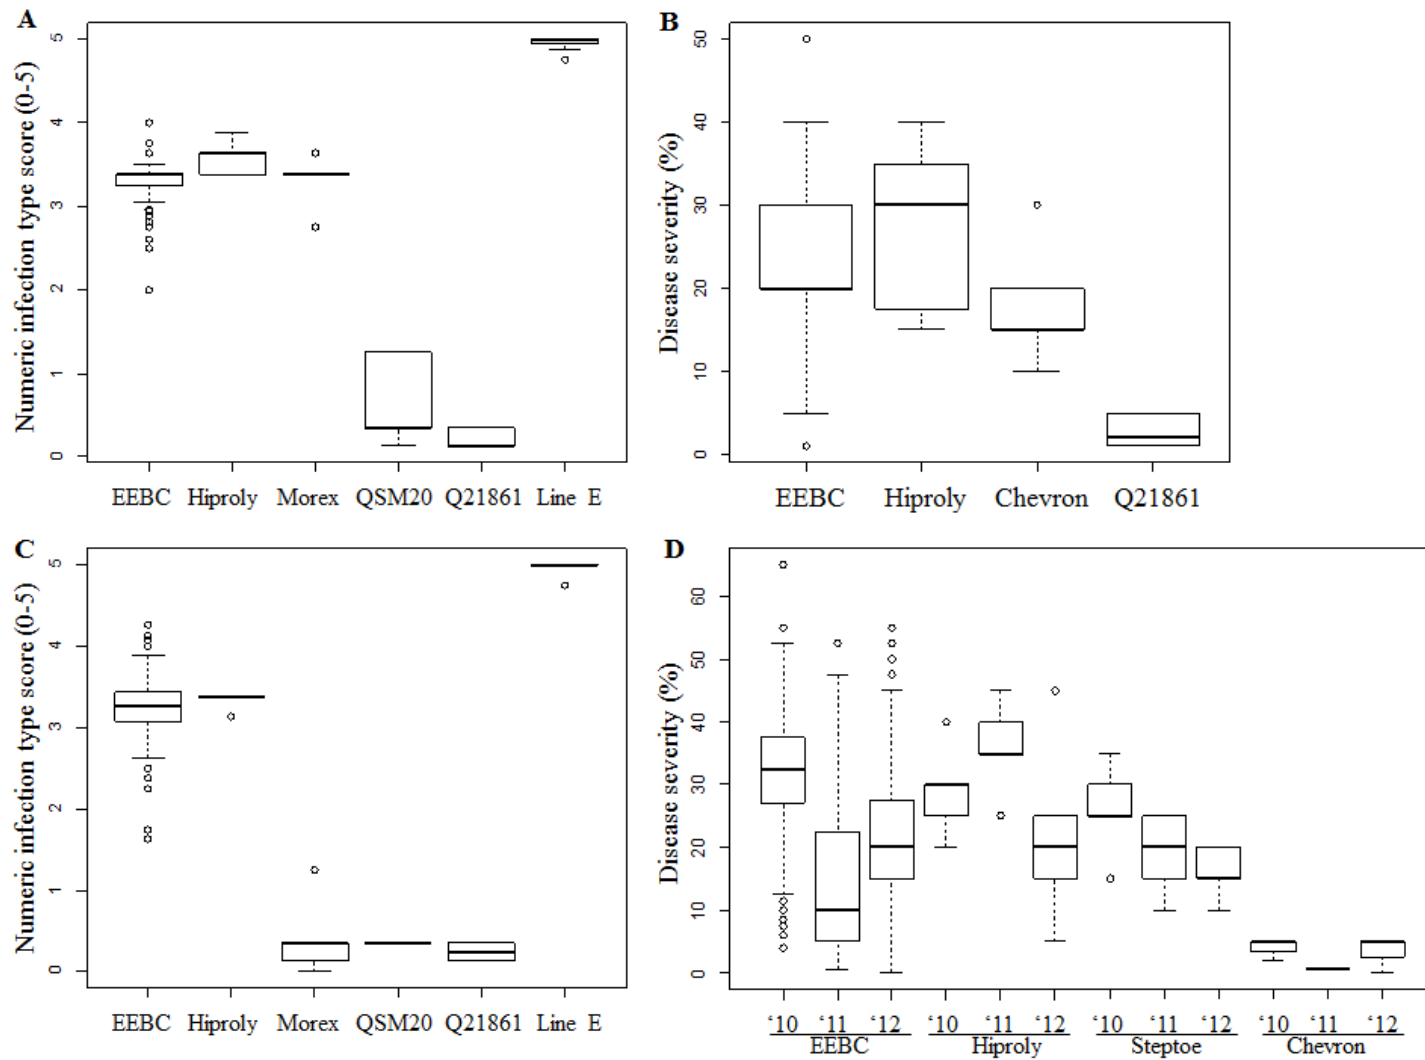 A
Numeric infection type score (0-5)
5
4
3
2
1
0
EEBC Hiproly Morex QSM20 Q21861 Line E
B
Disease severity (%)
50
40
30
20
10
0
EEBC Hiproly Chevron Q21861
C
Numeric infection type score (0-5)
5
4
3
2
1
0
EEBC Hiproly Morex QSM20 Q21861 Line E
D
Disease severity (%)
60
50
40
30
20
10
0
‘10 ‘11 ‘12 ‘10 ‘11 ‘12 ‘10 ‘11 ‘12 ‘10 ‘11 ‘12
EEBC Hiproly Steptoe Chevron